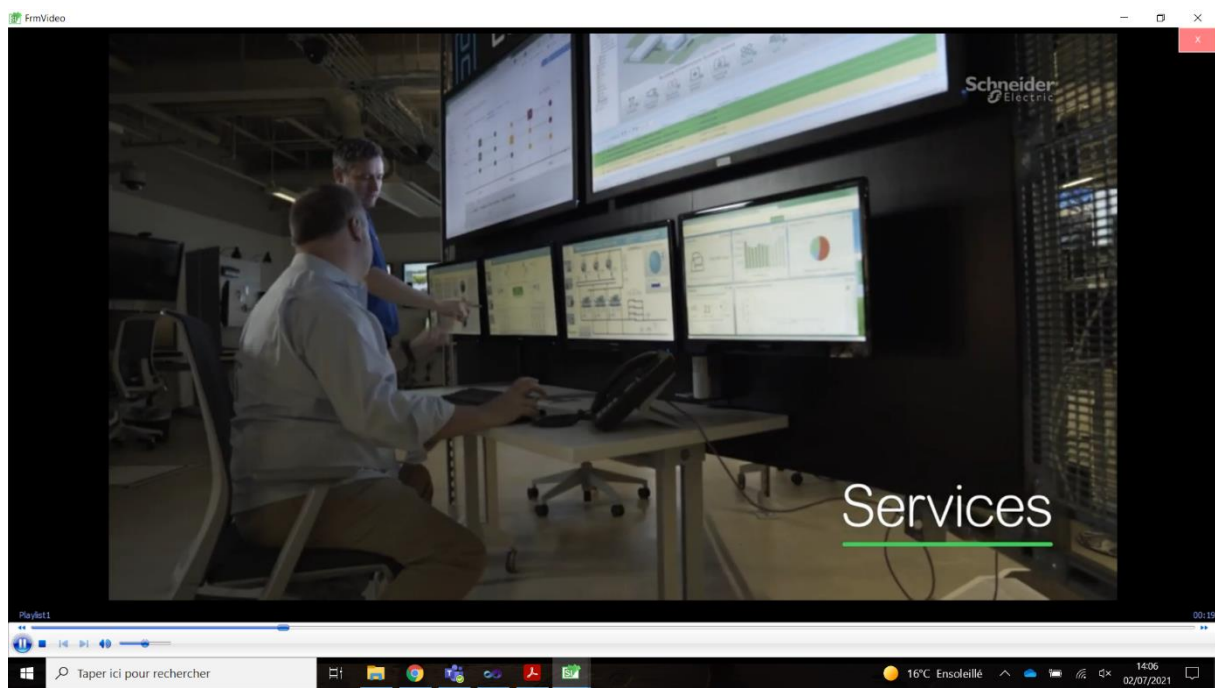 FrmVideo
X
Schneider
Electric
Services
Playlist1
00:19
Taper ici pour rechercher
16°C Ensoleillé
14:06
02/07/2021